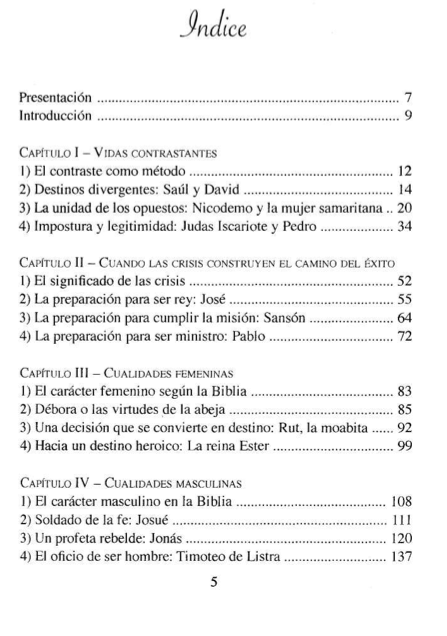 Indice
Presentación ........ 7
Introducción ........ 9
CAPÍTULO I – VIDAS CONTRASTANTES
1) El contraste como método ........ 12
2) Destinos divergentes: Saúl y David ........ 14
3) La unidad de los opuestos: Nicodemo y la mujer samaritana .. 20
4) Impostura y legitimidad: Judas Iscariote y Pedro ........ 34
CAPÍTULO II – CUANDO LAS CRISIS CONSTRUYEN EL CAMINO DEL ÉXITO
1) El significado de las crisis ........ 52
2) La preparación para ser rey: José ........ 55
3) La preparación para cumplir la misión: Sansón ........ 64
4) La preparación para ser ministro: Pablo ........ 72
CAPÍTULO III – CUALIDADES FEMENINAS
1) El carácter femenino según la Biblia ........ 83
2) Débora o las virtudes de la abeja ........ 85
3) Una decisión que se convierte en destino: Rut, la moabita ...... 92
4) Hacia un destino heroico: La reina Ester ........ 99
CAPÍTULO IV – CUALIDADES MASCULINAS
1) El carácter masculino en la Biblia ........ 108
2) Soldado de la fe: Josué ........ 111
3) Un profeta rebelde: Jonás ........ 120
4) El oficio de ser hombre: Timoteo de Listra ........ 137
5